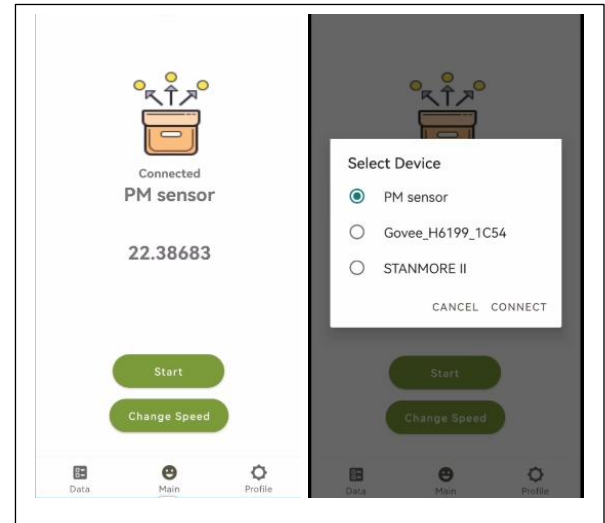 Connected
PM sensor
22.38683
Start
Change Speed
Data Main Profile
Select Device
PM sensor
Govee_H6199_1C54
STANMORE II
CANCEL CONNECT
Start
Change Speed
Data Main Profile